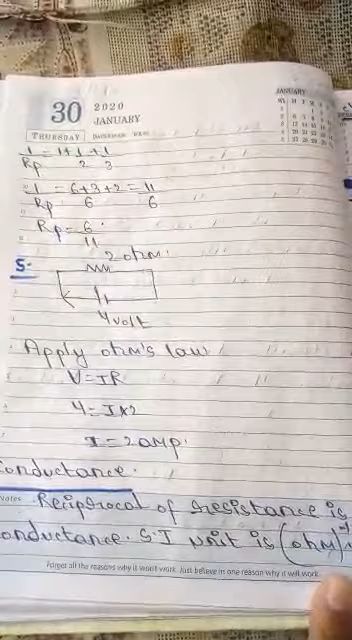 30 2020
JANUARY
THURSDAY
JANUARY
1/Rp = 1+1/2+1/3
1/Rp = 6+3+2/6 = 11/6
Rp = 6/11
5-
2 ohm
4 volt
Apply ohm's law
V=IR
4=I×2
I=2 amp.
conductance.
Notes Reciprocal of resistance is
conductance. S.I unit is (ohm)⁻¹
Forget all the reasons why it won't work. Just believe in one reason why it will work.